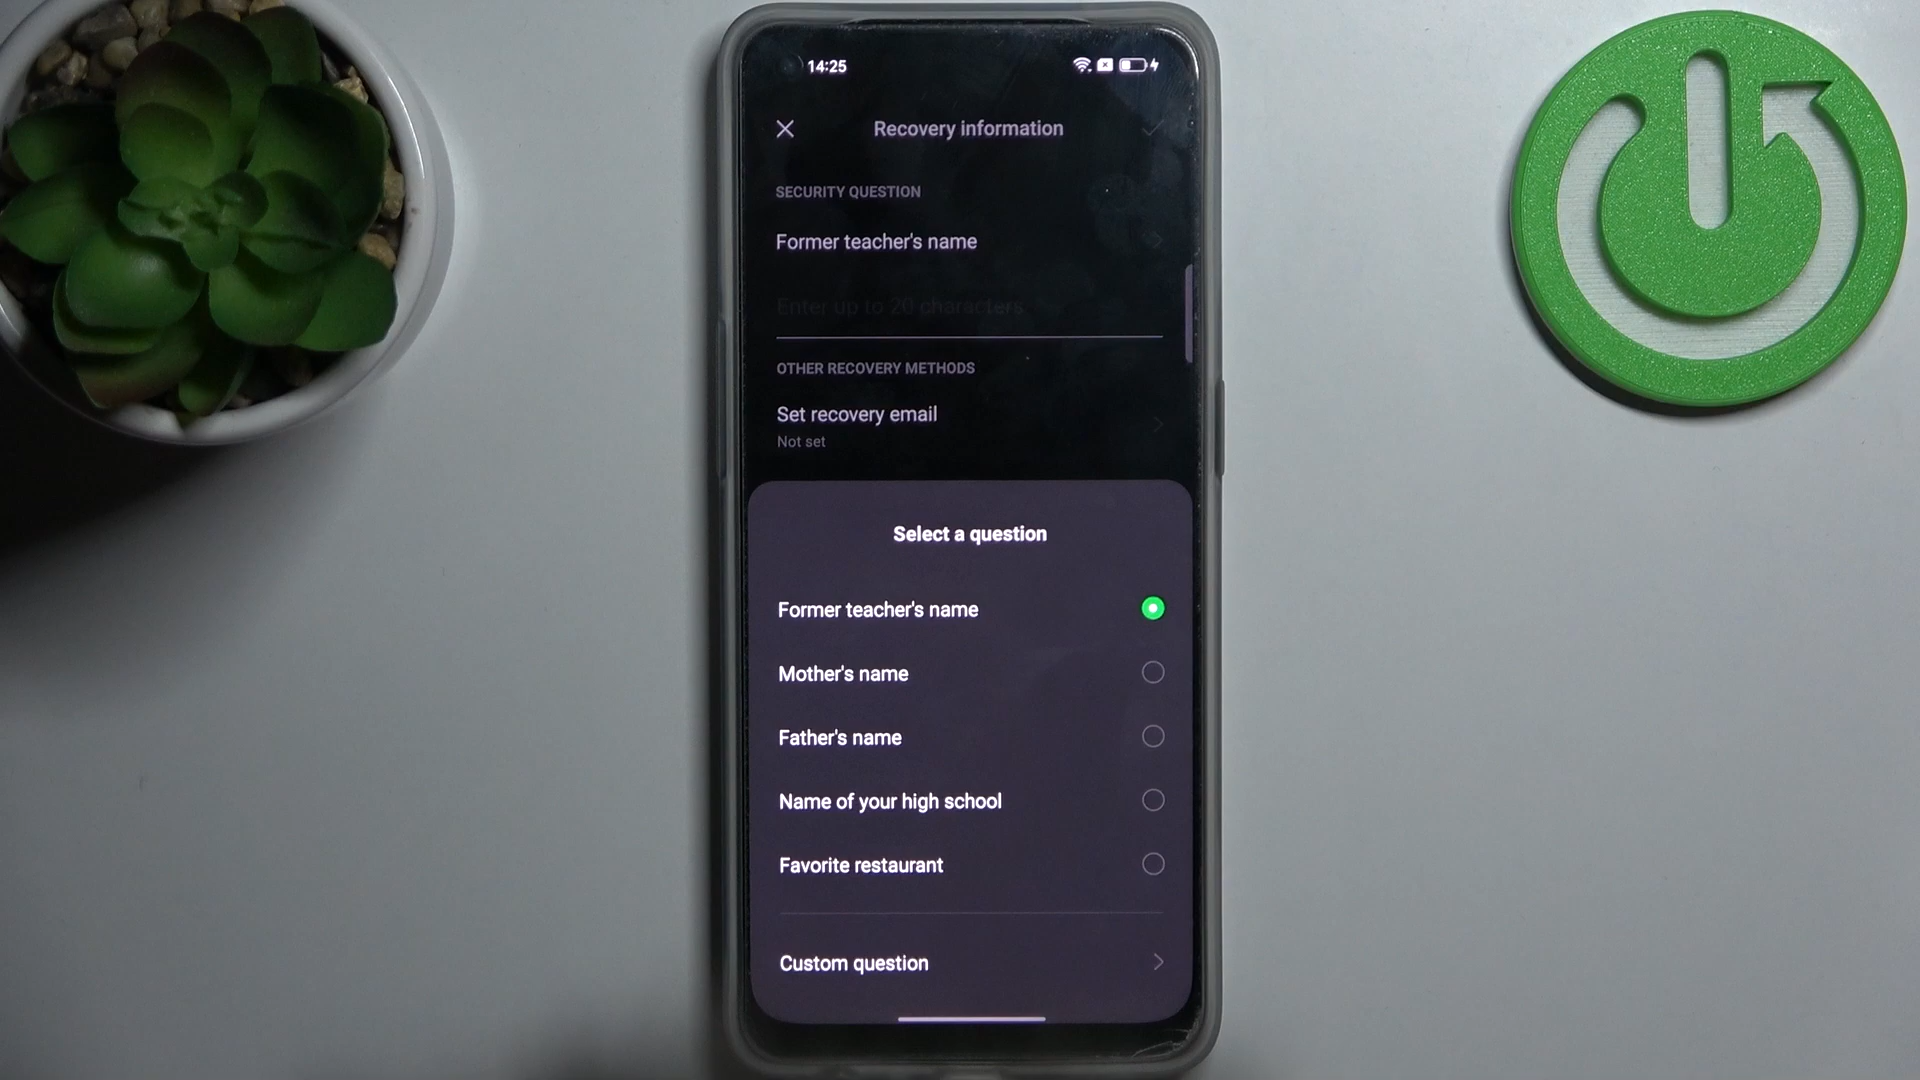 14:25
Recovery information
SECURITY QUESTION
Former teacher's name
Enter up to 20 characters
OTHER RECOVERY METHODS
Set recovery email
Not set
Select a question
Former teacher's name
Mother's name
Father's name
Name of your high school
Favorite restaurant
Custom question